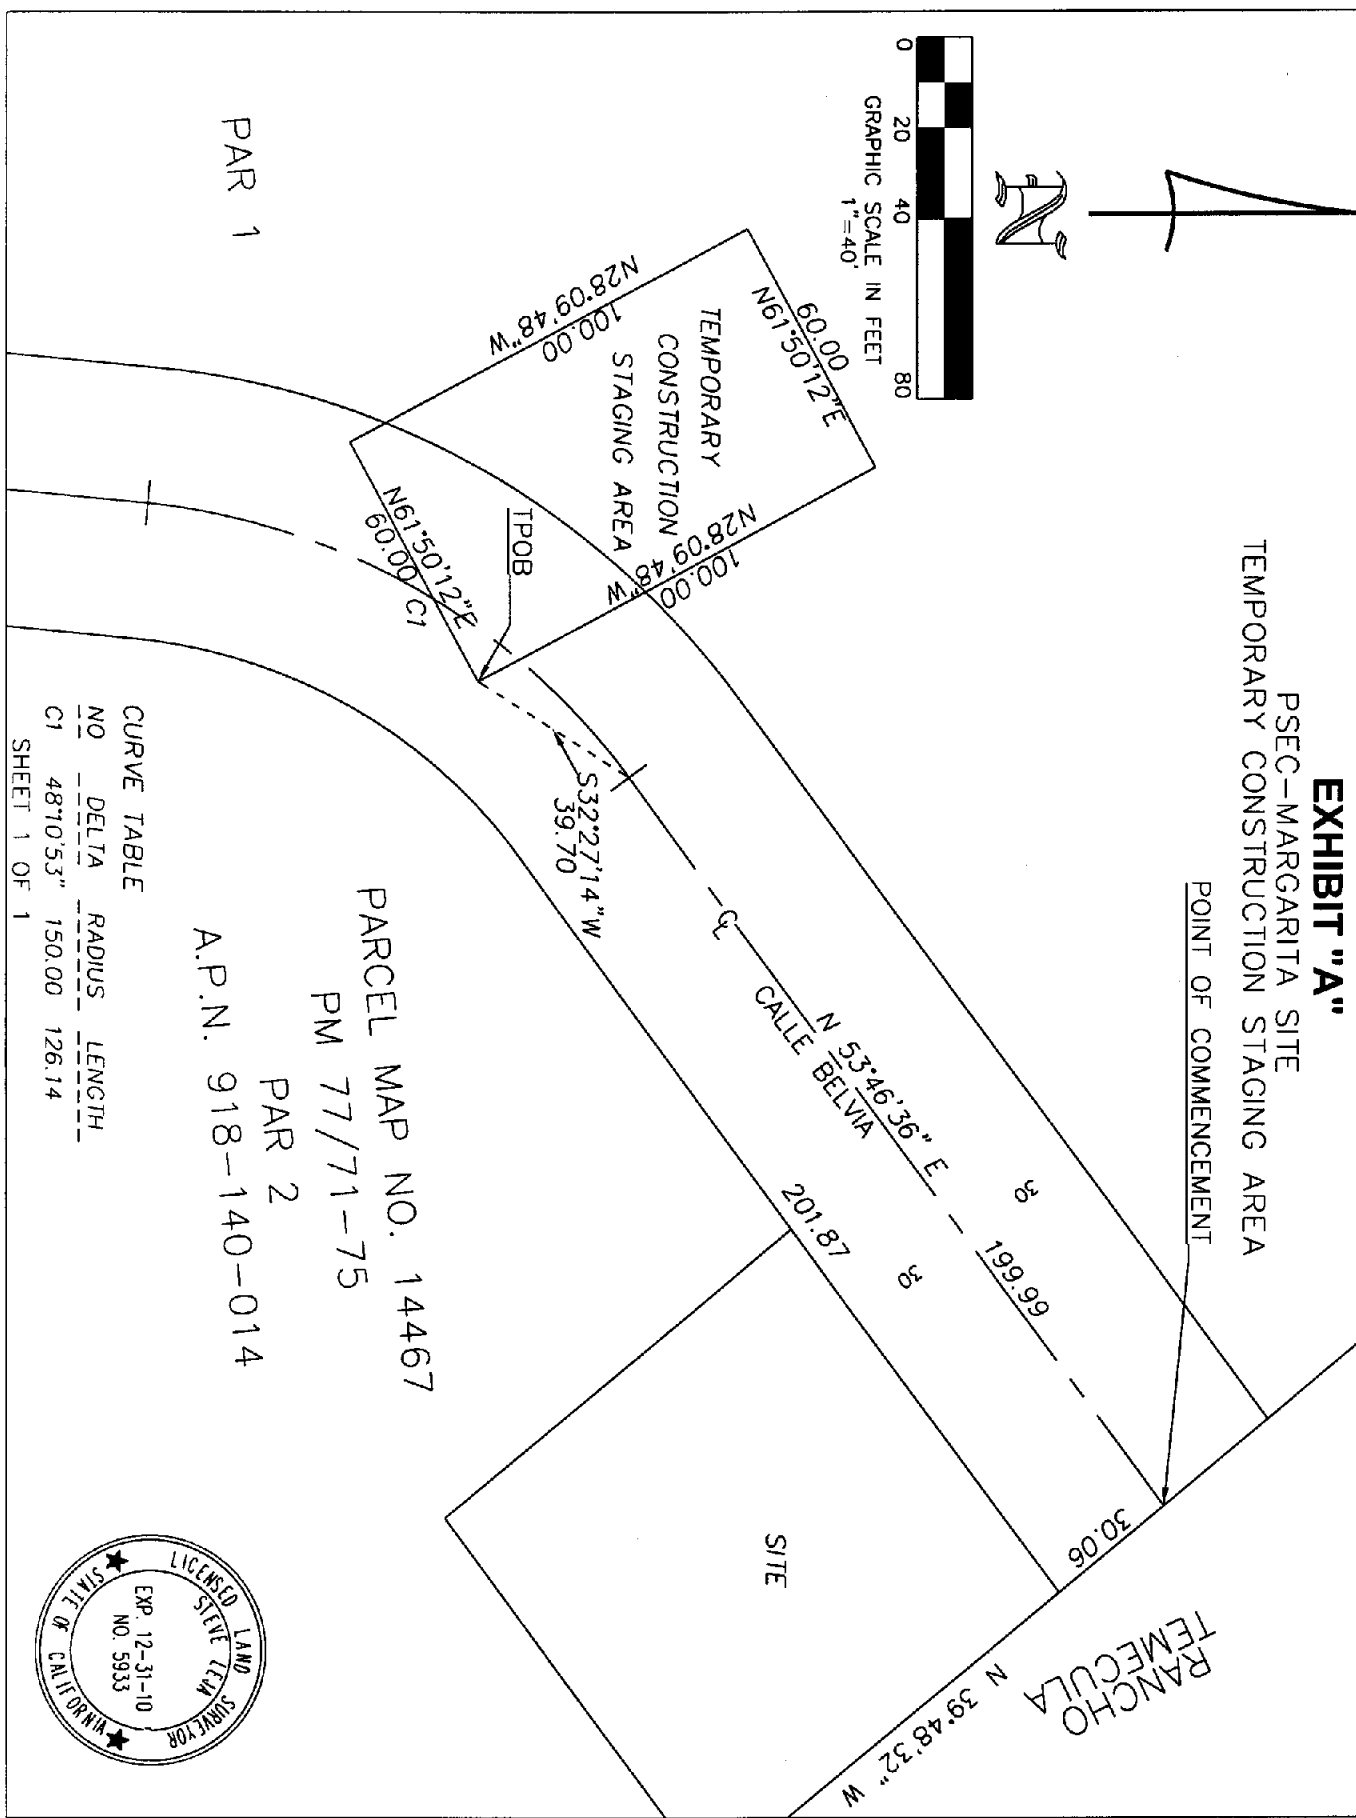 EXHIBIT "A"
PSEC-MARGARITA SITE
TEMPORARY CONSTRUCTION STAGING AREA
POINT OF COMMENCEMENT
N
0 20 40 80
GRAPHIC SCALE IN FEET
1"=40'
60.00
N61°50'12"E
TEMPORARY
CONSTRUCTION
STAGING AREA
N28°09'48"W
100.00
N28°09'48"W
100.00
N61°50'12"E
60.00
C1
TPOB
S32°27'14"W
39.70
PAR 1
CL
N 53°46'36" E
CALLE BELVIA
199.99
30
30
201.87
30.06
RANCHO
TEMECULA
N 39°48'32" W
SITE
PARCEL MAP NO. 14467
PM 77/71-75
PAR 2
A.P.N. 918-140-014
CURVE TABLE
NO DELTA RADIUS LENGTH
C1 48°10'53" 150.00 126.14
SHEET 1 OF 1
LICENSED LAND SURVEYOR
STEVE LEJA
EXP. 12-31-10
NO. 5933
STATE OF CALIFORNIA